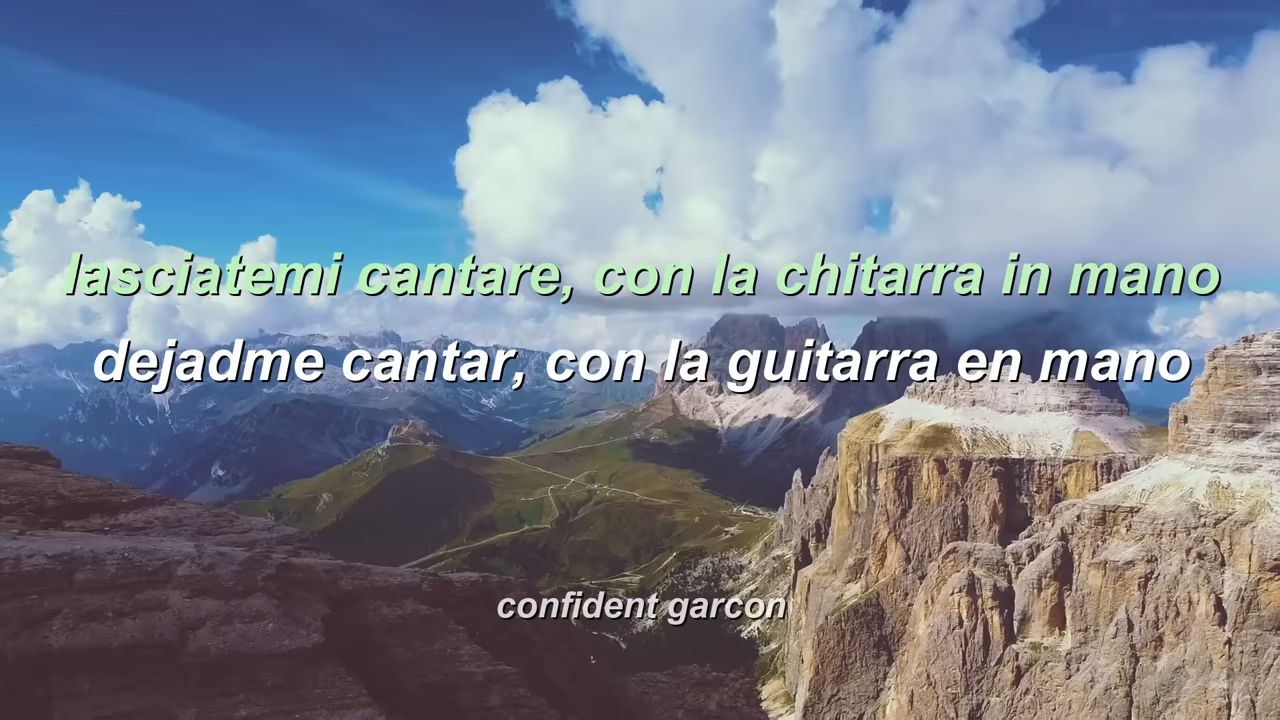 lasciatemi cantare, con la chitarra in mano
dejadme cantar, con la guitarra en mano
confident garcon